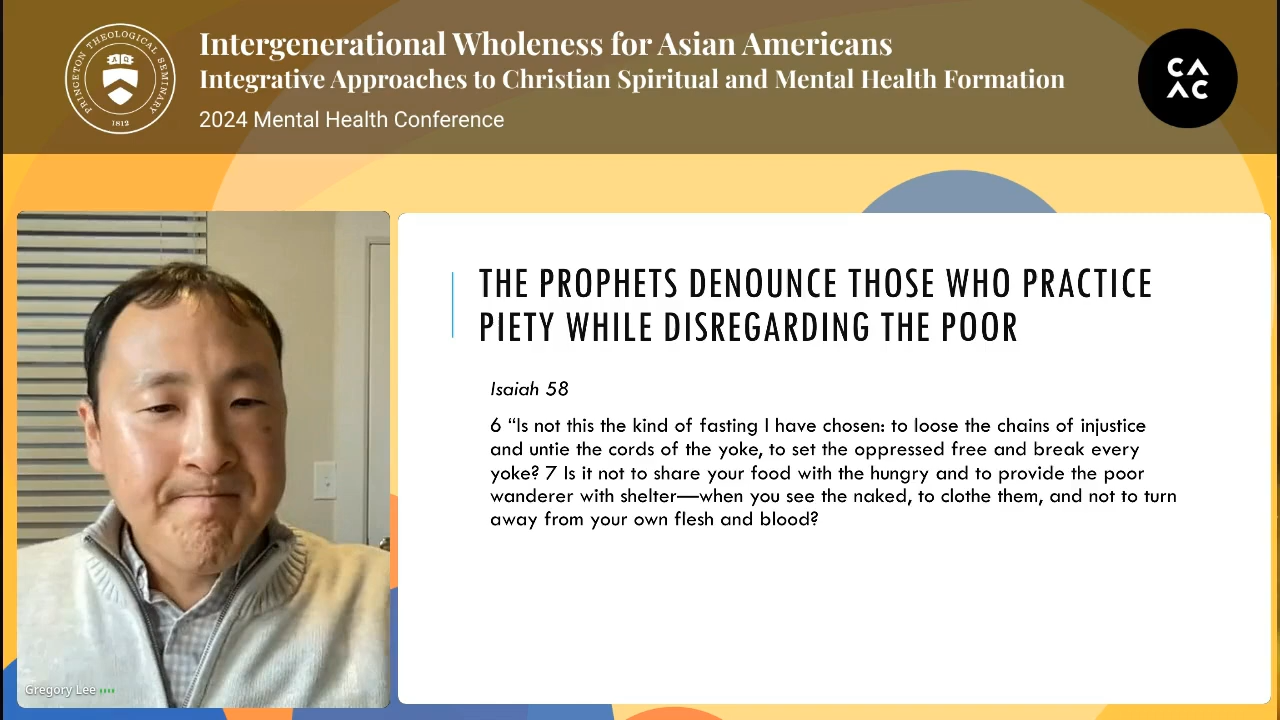 PRINCETON THEOLOGICAL SEMINARY
1812
Intergenerational Wholeness for Asian Americans
Integrative Approaches to Christian Spiritual and Mental Health Formation
2024 Mental Health Conference
CA
AC
THE PROPHETS DENOUNCE THOSE WHO PRACTICE
PIETY WHILE DISREGARDING THE POOR
Isaiah 58
6 “Is not this the kind of fasting I have chosen: to loose the chains of injustice
and untie the cords of the yoke, to set the oppressed free and break every
yoke? 7 Is it not to share your food with the hungry and to provide the poor
wanderer with shelter—when you see the naked, to clothe them, and not to turn
away from your own flesh and blood?
Gregory Lee